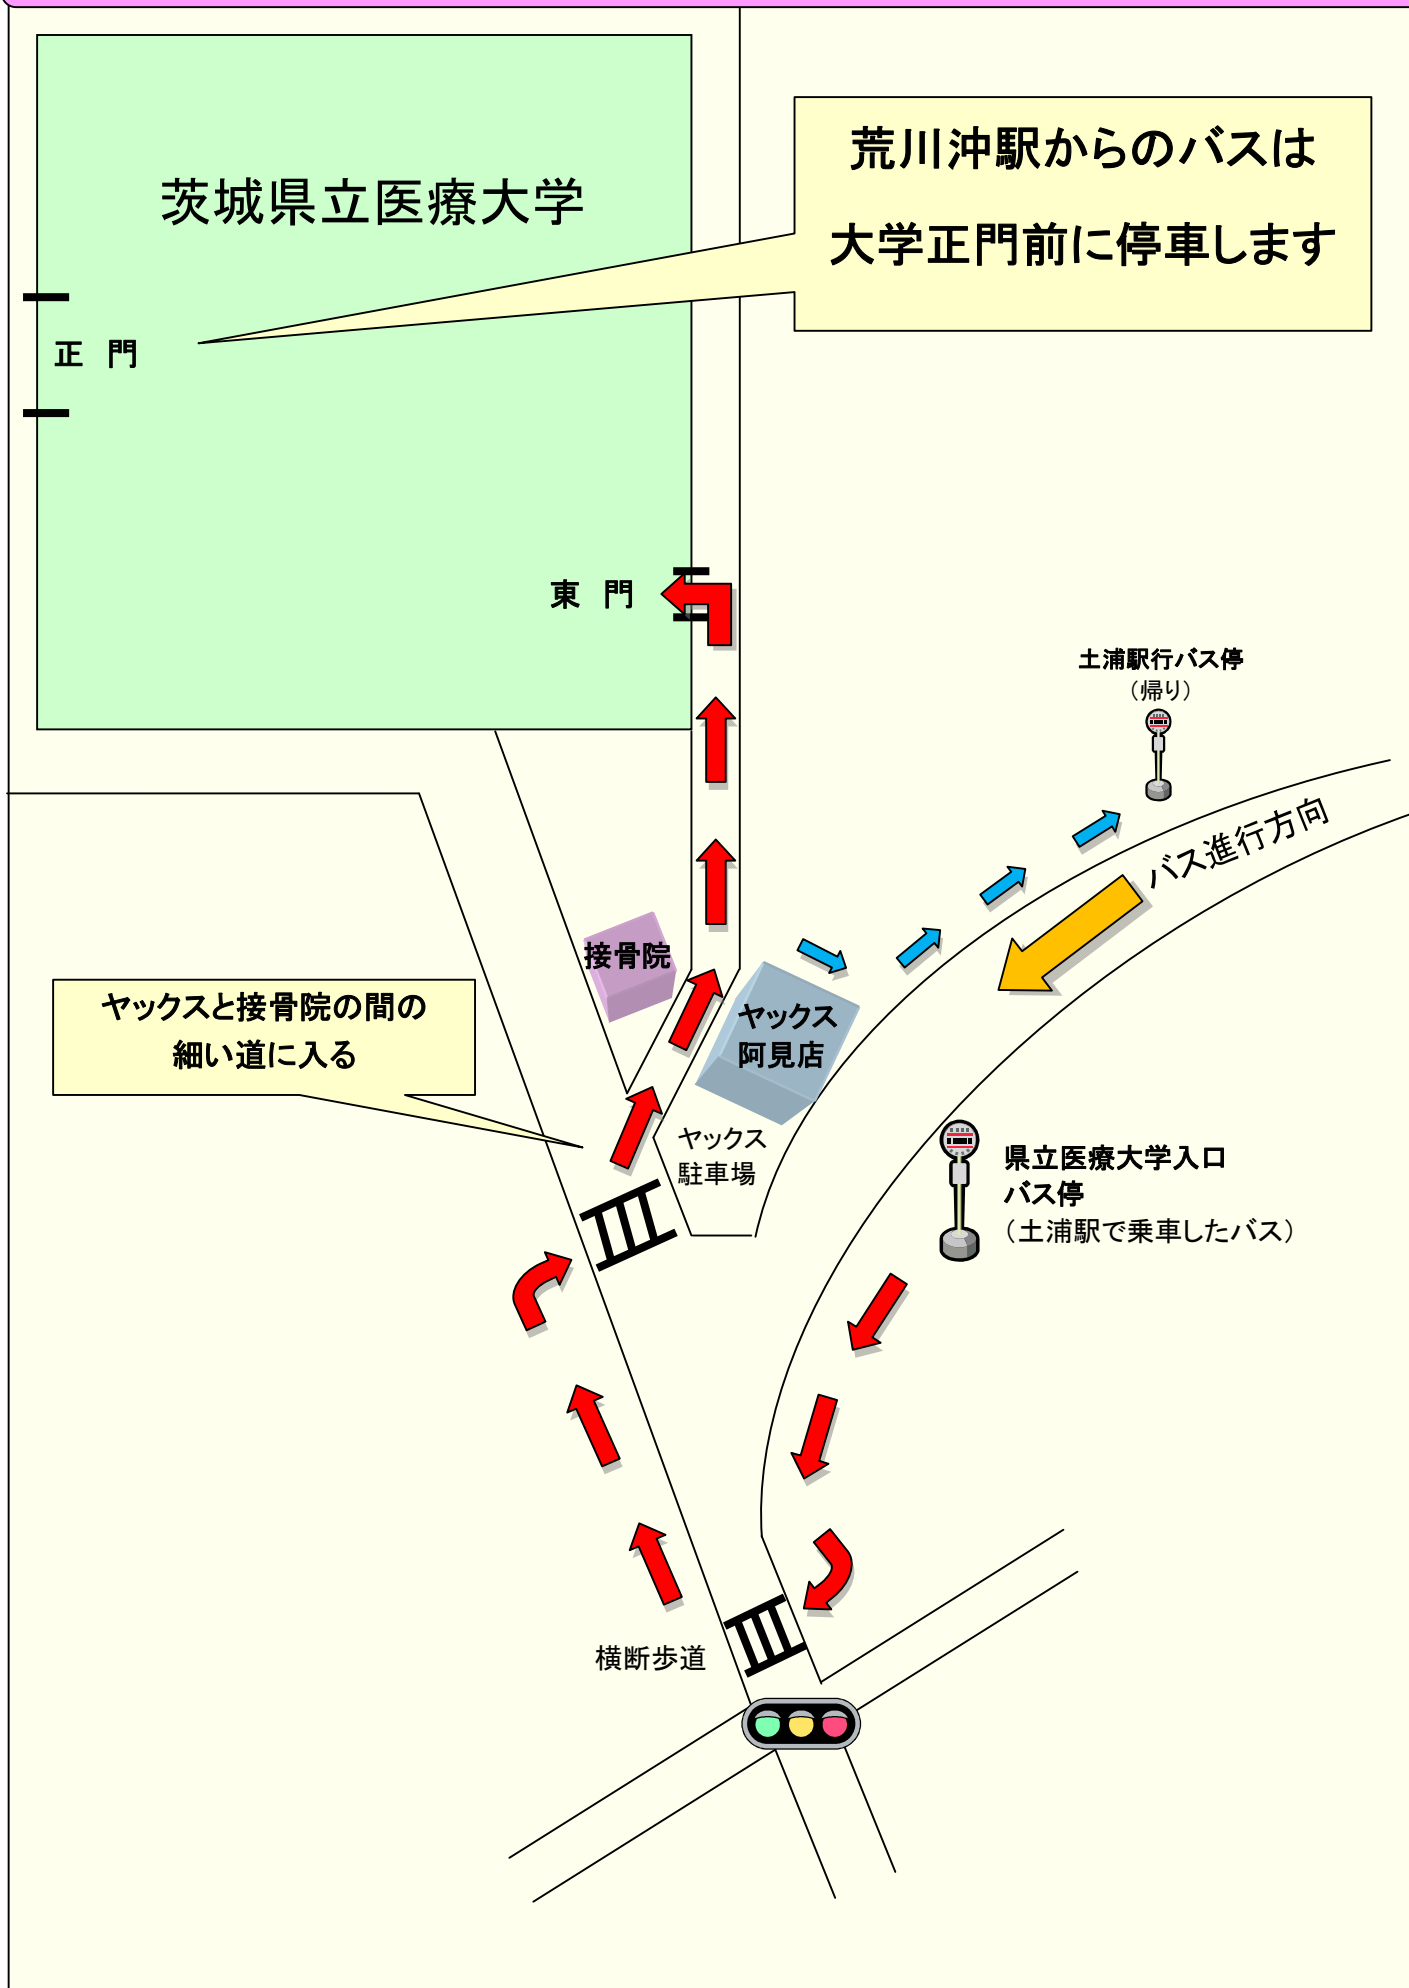 荒川沖駅からのバスは
大学正門前に停車します
茨城県立医療大学
正 門
東 門
土浦駅行バス停
（帰り）
バス進行方向
接骨院
ヤックス
阿見店
ヤックスと接骨院の間の
細い道に入る
ヤックス
駐車場
県立医療大学入口
バス停
（土浦駅で乗車したバス）
横断歩道